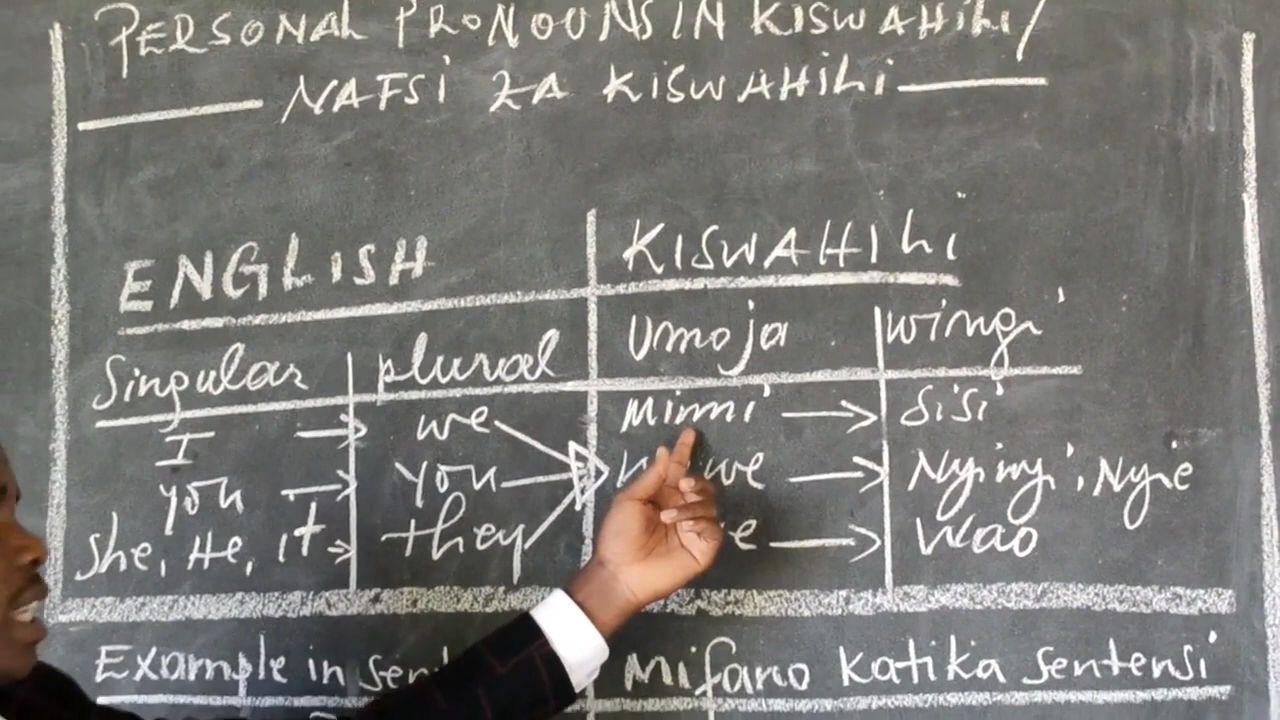 PERSONAL PRONOUNS IN KISWAHILI/
NAFSI ZA KISWAHILI
ENGLISH KISWAHILI
Singular plural Umoja wingi
I → we Mimi → Sisi
you → you → Nyinyi, Nyie
She, He, it → they → Wao
Example in Mifano katika sentensi